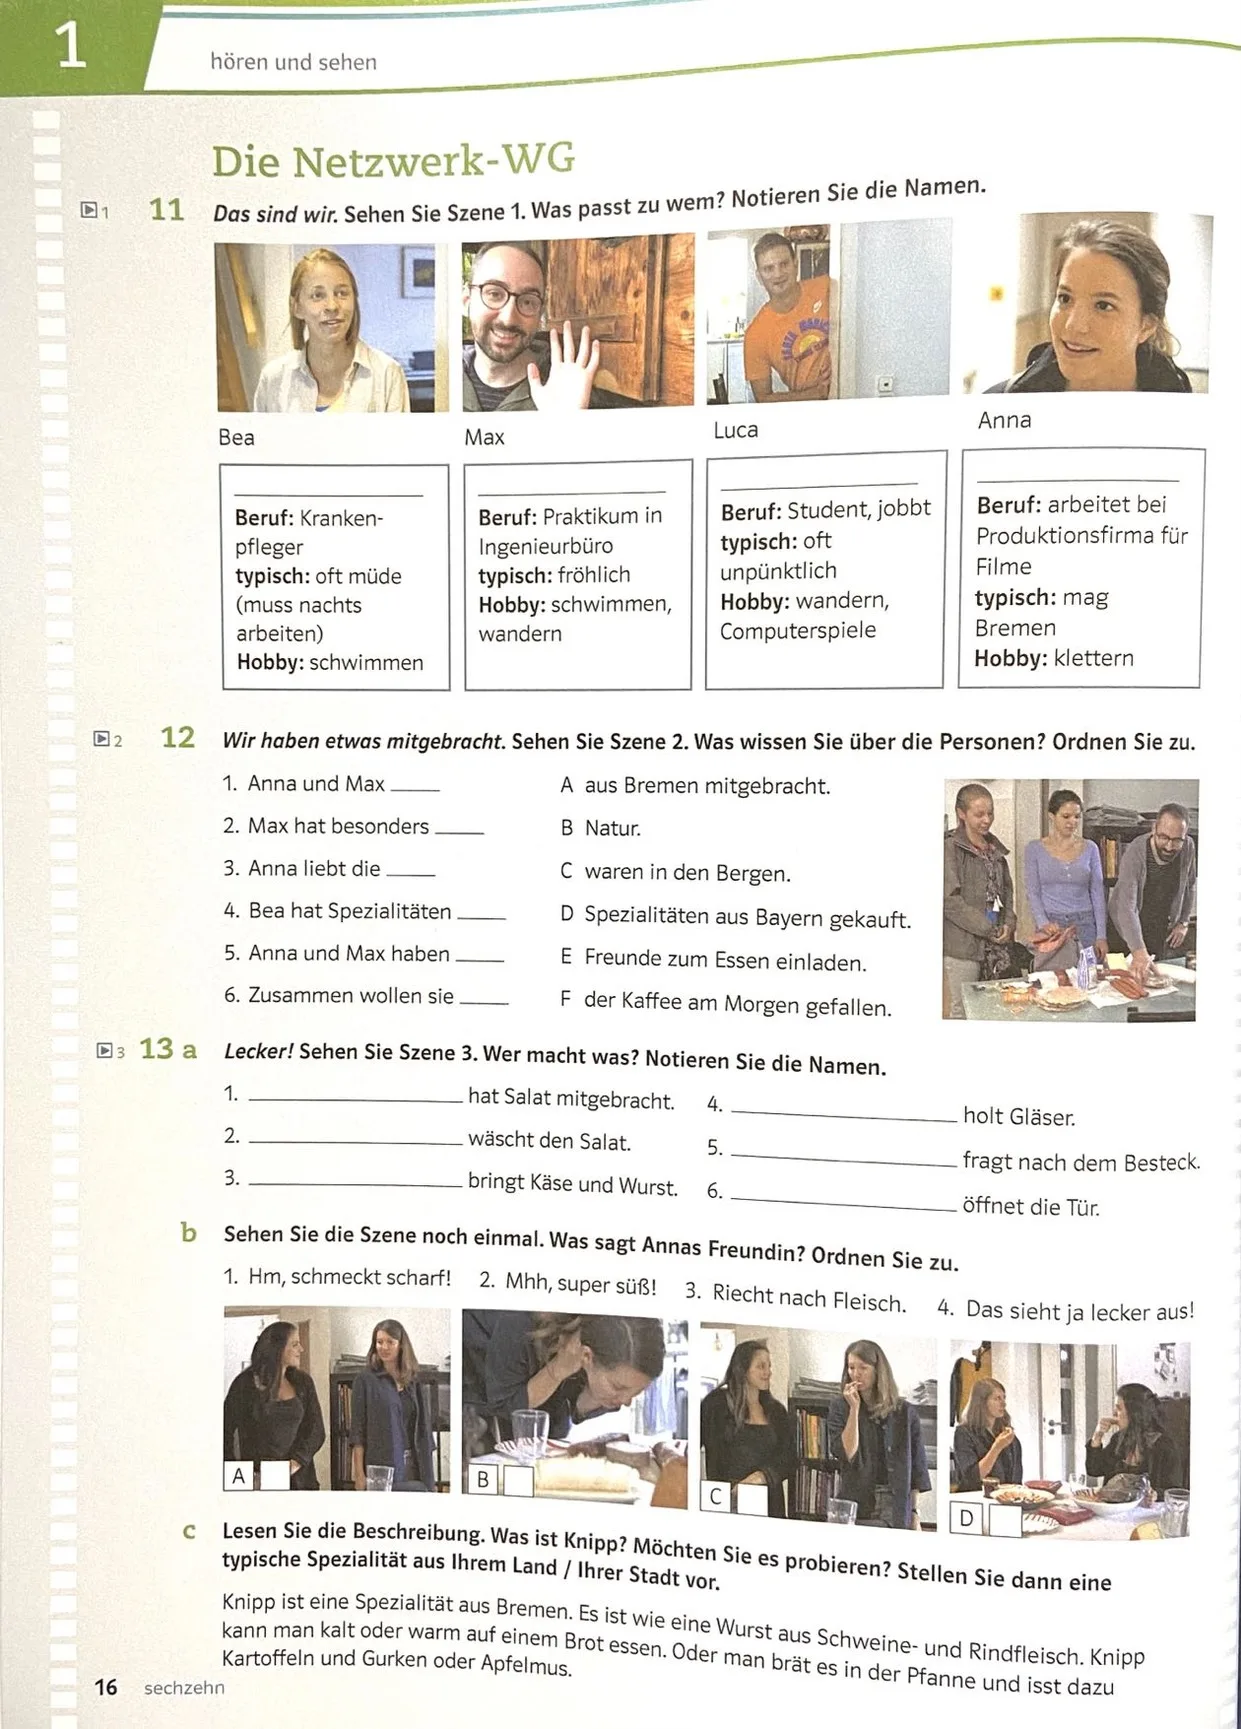 1
hören und sehen
Die Netzwerk-WG
1
11
Das sind wir. Sehen Sie Szene 1. Was passt zu wem? Notieren Sie die Namen.
Bea
Max
Luca
Anna
Beruf: Kranken-
pfleger
typisch: oft müde
(muss nachts
arbeiten)
Hobby: schwimmen
Beruf: Praktikum in
Ingenieurbüro
typisch: fröhlich
Hobby: schwimmen,
wandern
Beruf: Student, jobbt
typisch: oft
unpünktlich
Hobby: wandern,
Computerspiele
Beruf: arbeitet bei
Produktionsfirma für
Filme
typisch: mag
Bremen
Hobby: klettern
2
12
Wir haben etwas mitgebracht. Sehen Sie Szene 2. Was wissen Sie über die Personen? Ordnen Sie zu.
1. Anna und Max ____
2. Max hat besonders ____
3. Anna liebt die ____
4. Bea hat Spezialitäten ____
5. Anna und Max haben ____
6. Zusammen wollen sie ____
A aus Bremen mitgebracht.
B Natur.
C waren in den Bergen.
D Spezialitäten aus Bayern gekauft.
E Freunde zum Essen einladen.
F der Kaffee am Morgen gefallen.
3
13 a
Lecker! Sehen Sie Szene 3. Wer macht was? Notieren Sie die Namen.
1. ____ hat Salat mitgebracht.
2. ____ wäscht den Salat.
3. ____ bringt Käse und Wurst.
4. ____ holt Gläser.
5. ____ fragt nach dem Besteck.
6. ____ öffnet die Tür.
b
Sehen Sie die Szene noch einmal. Was sagt Annas Freundin? Ordnen Sie zu.
1. Hm, schmeckt scharf! 2. Mhh, super süß! 3. Riecht nach Fleisch. 4. Das sieht ja lecker aus!
A
B
C
D
c
Lesen Sie die Beschreibung. Was ist Knipp? Möchten Sie es probieren? Stellen Sie dann eine
typische Spezialität aus Ihrem Land / Ihrer Stadt vor.
Knipp ist eine Spezialität aus Bremen. Es ist wie eine Wurst aus Schweine- und Rindfleisch. Knipp
kann man kalt oder warm auf einem Brot essen. Oder man brät es in der Pfanne und isst dazu
Kartoffeln und Gurken oder Apfelmus.
16 sechzehn